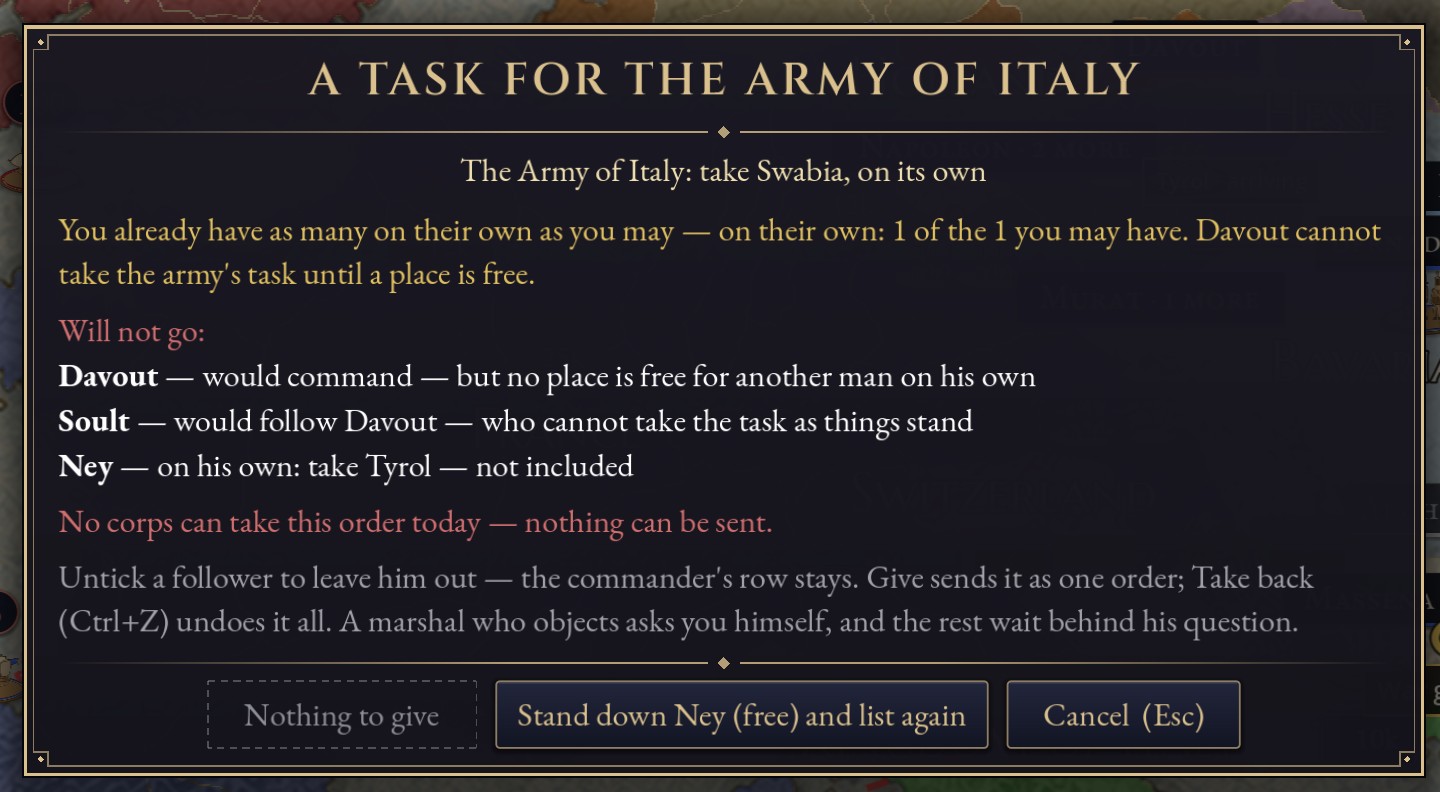 A TASK FOR THE ARMY OF ITALY
The Army of Italy: take Swabia, on its own
You already have as many on their own as you may — on their own: 1 of the 1 you may have. Davout cannot
take the army's task until a place is free.
Will not go:
Davout — would command — but no place is free for another man on his own
Soult — would follow Davout — who cannot take the task as things stand
Ney — on his own: take Tyrol — not included
No corps can take this order today — nothing can be sent.
Untick a follower to leave him out — the commander's row stays. Give sends it as one order; Take back
(Ctrl+Z) undoes it all. A marshal who objects asks you himself, and the rest wait behind his question.
Nothing to give
Stand down Ney (free) and list again
Cancel (Esc)